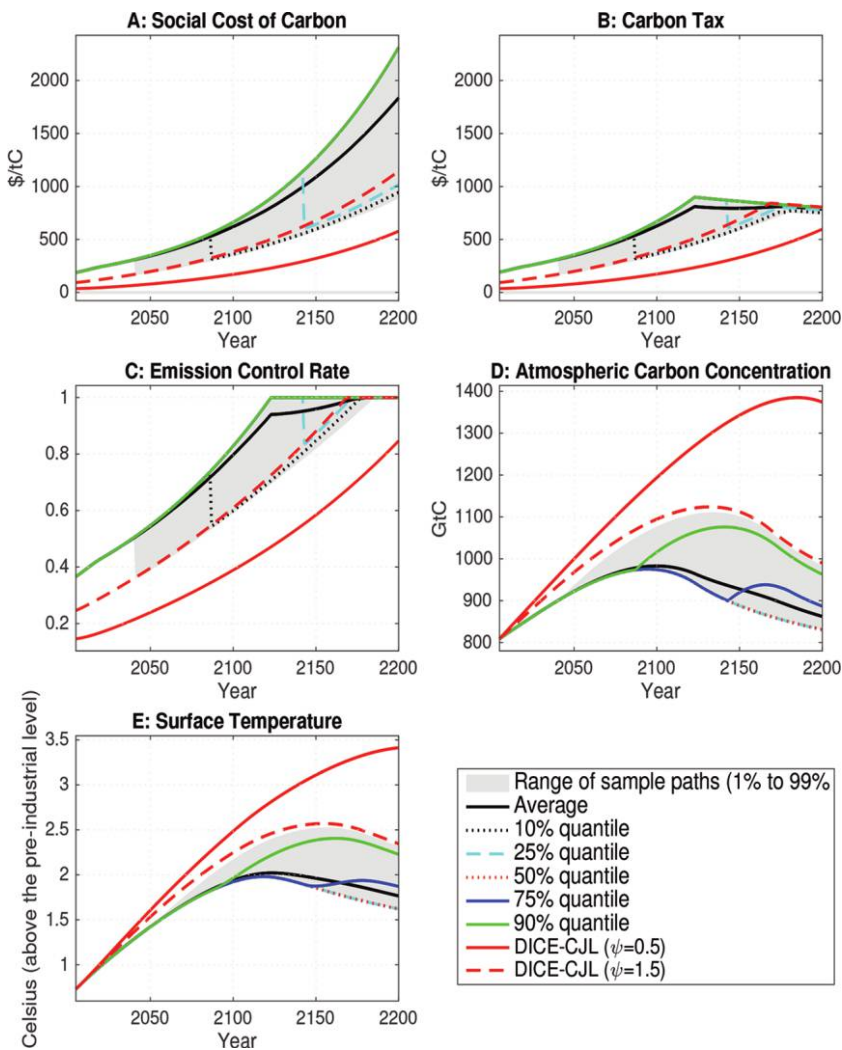 A: Social Cost of Carbon
2000
1500
1000
500
0
$/tC
2050 2100 2150 2200
Year
B: Carbon Tax
2000
1500
1000
500
0
$/tC
2050 2100 2150 2200
Year
C: Emission Control Rate
1
0.8
0.6
0.4
0.2
2050 2100 2150 2200
Year
D: Atmospheric Carbon Concentration
1400
1300
1200
1100
1000
900
800
GtC
2050 2100 2150 2200
Year
E: Surface Temperature
3.5
3
2.5
2
1.5
1
Celsius (above the pre-industrial level)
2050 2100 2150 2200
Year
Range of sample paths (1% to 99%
Average
10% quantile
25% quantile
50% quantile
75% quantile
90% quantile
DICE-CJL (ψ=0.5)
DICE-CJL (ψ=1.5)